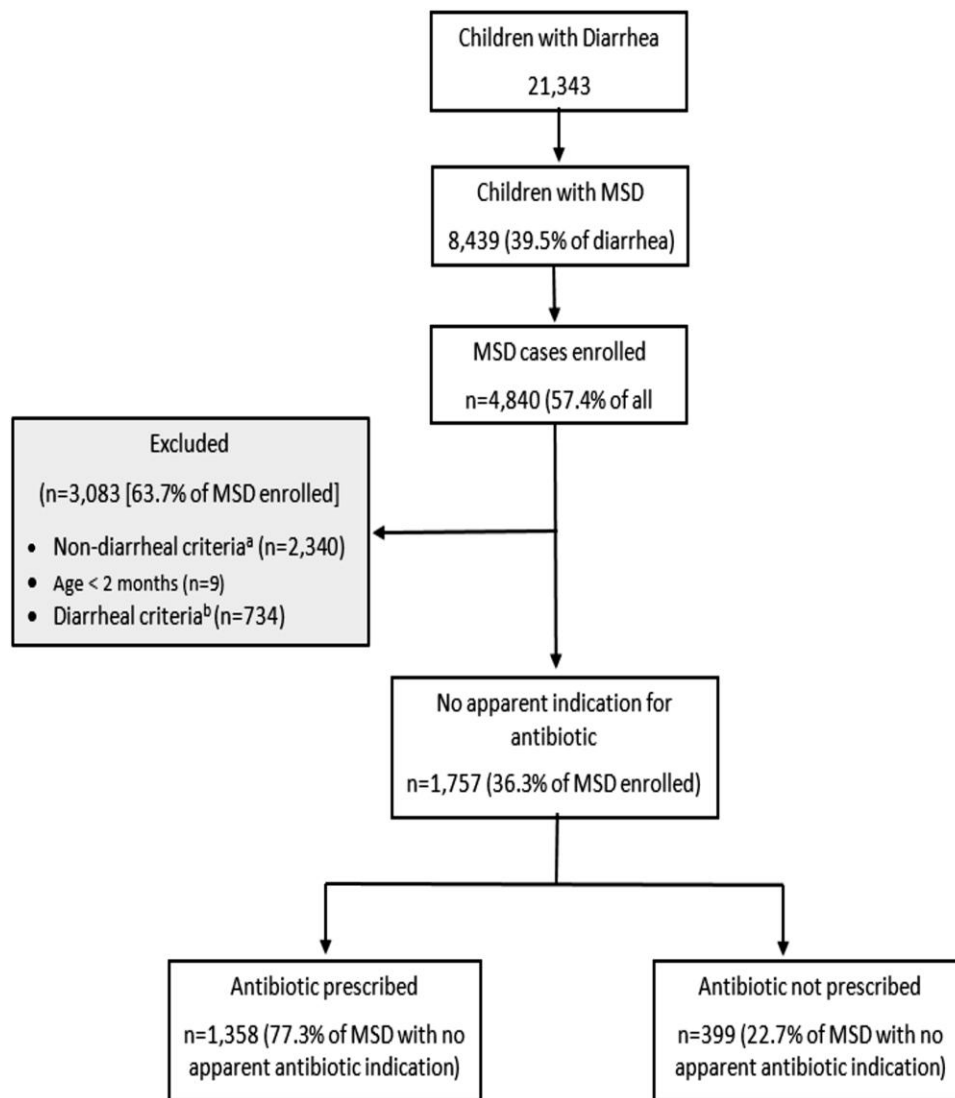 Children with Diarrhea
21,343
Children with MSD
8,439 (39.5% of diarrhea)
MSD cases enrolled
n=4,840 (57.4% of all
Excluded
(n=3,083 [63.7% of MSD enrolled]
• Non-diarrheal criteriaᵃ (n=2,340)
• Age < 2 months (n=9)
• Diarrheal criteriaᵇ (n=734)
No apparent indication for
antibiotic
n=1,757 (36.3% of MSD enrolled)
Antibiotic prescribed
n=1,358 (77.3% of MSD with no
apparent antibiotic indication)
Antibiotic not prescribed
n=399 (22.7% of MSD with no
apparent antibiotic indication)